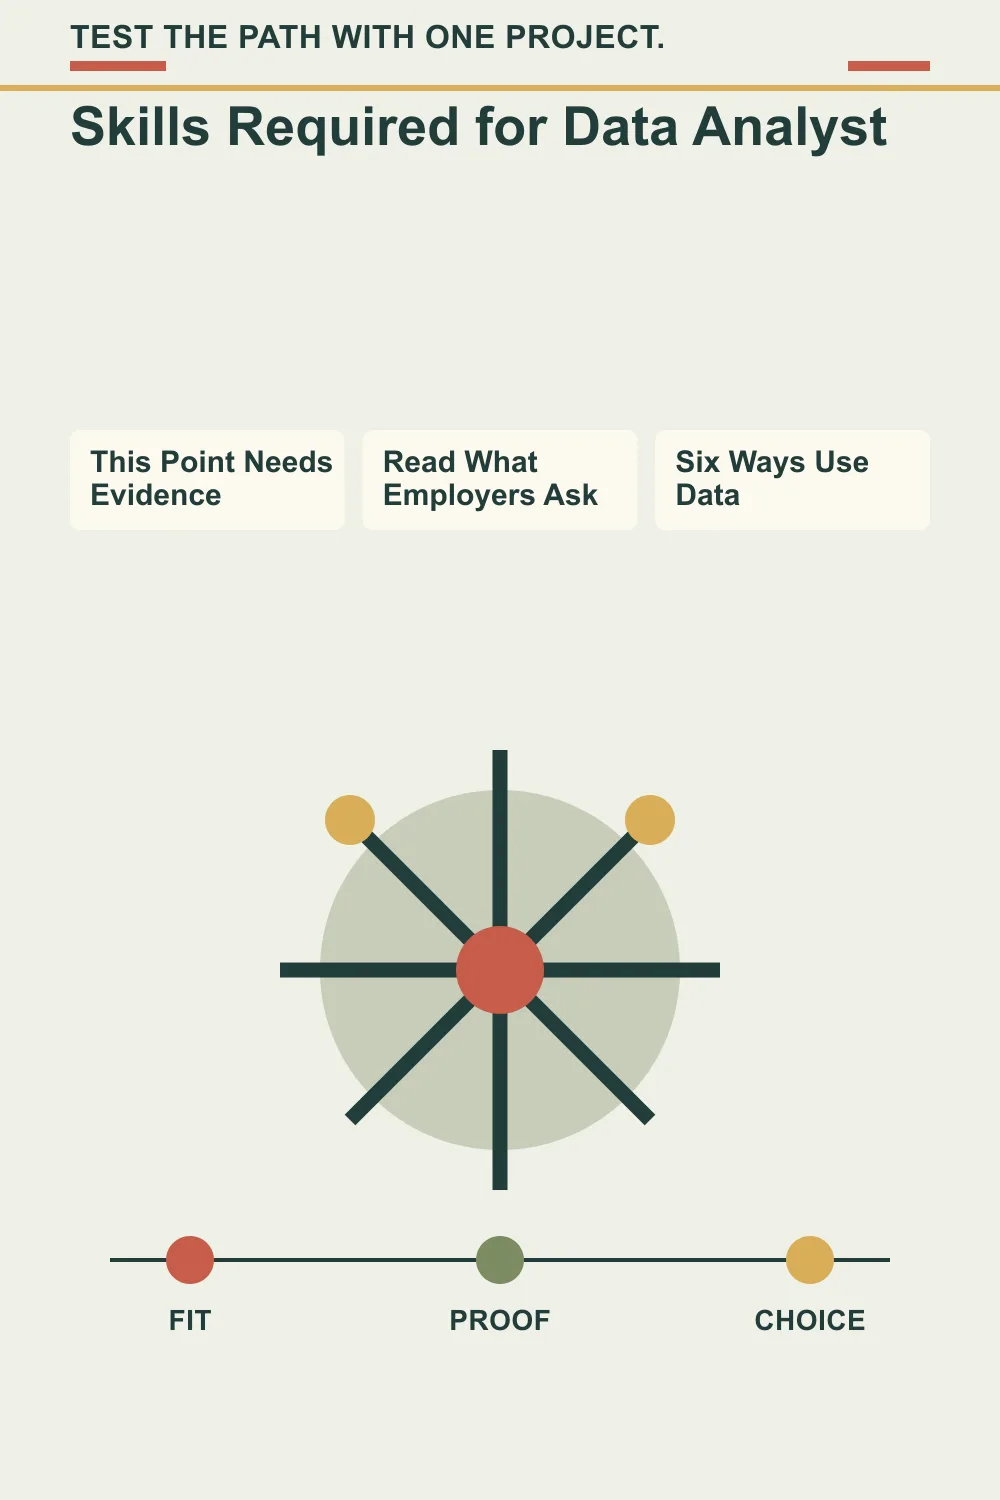 TEST THE PATH WITH ONE PROJECT.
Skills Required for Data Analyst
This Point Needs
Evidence
Read What
Employers Ask
Six Ways Use
Data
FIT
PROOF
CHOICE